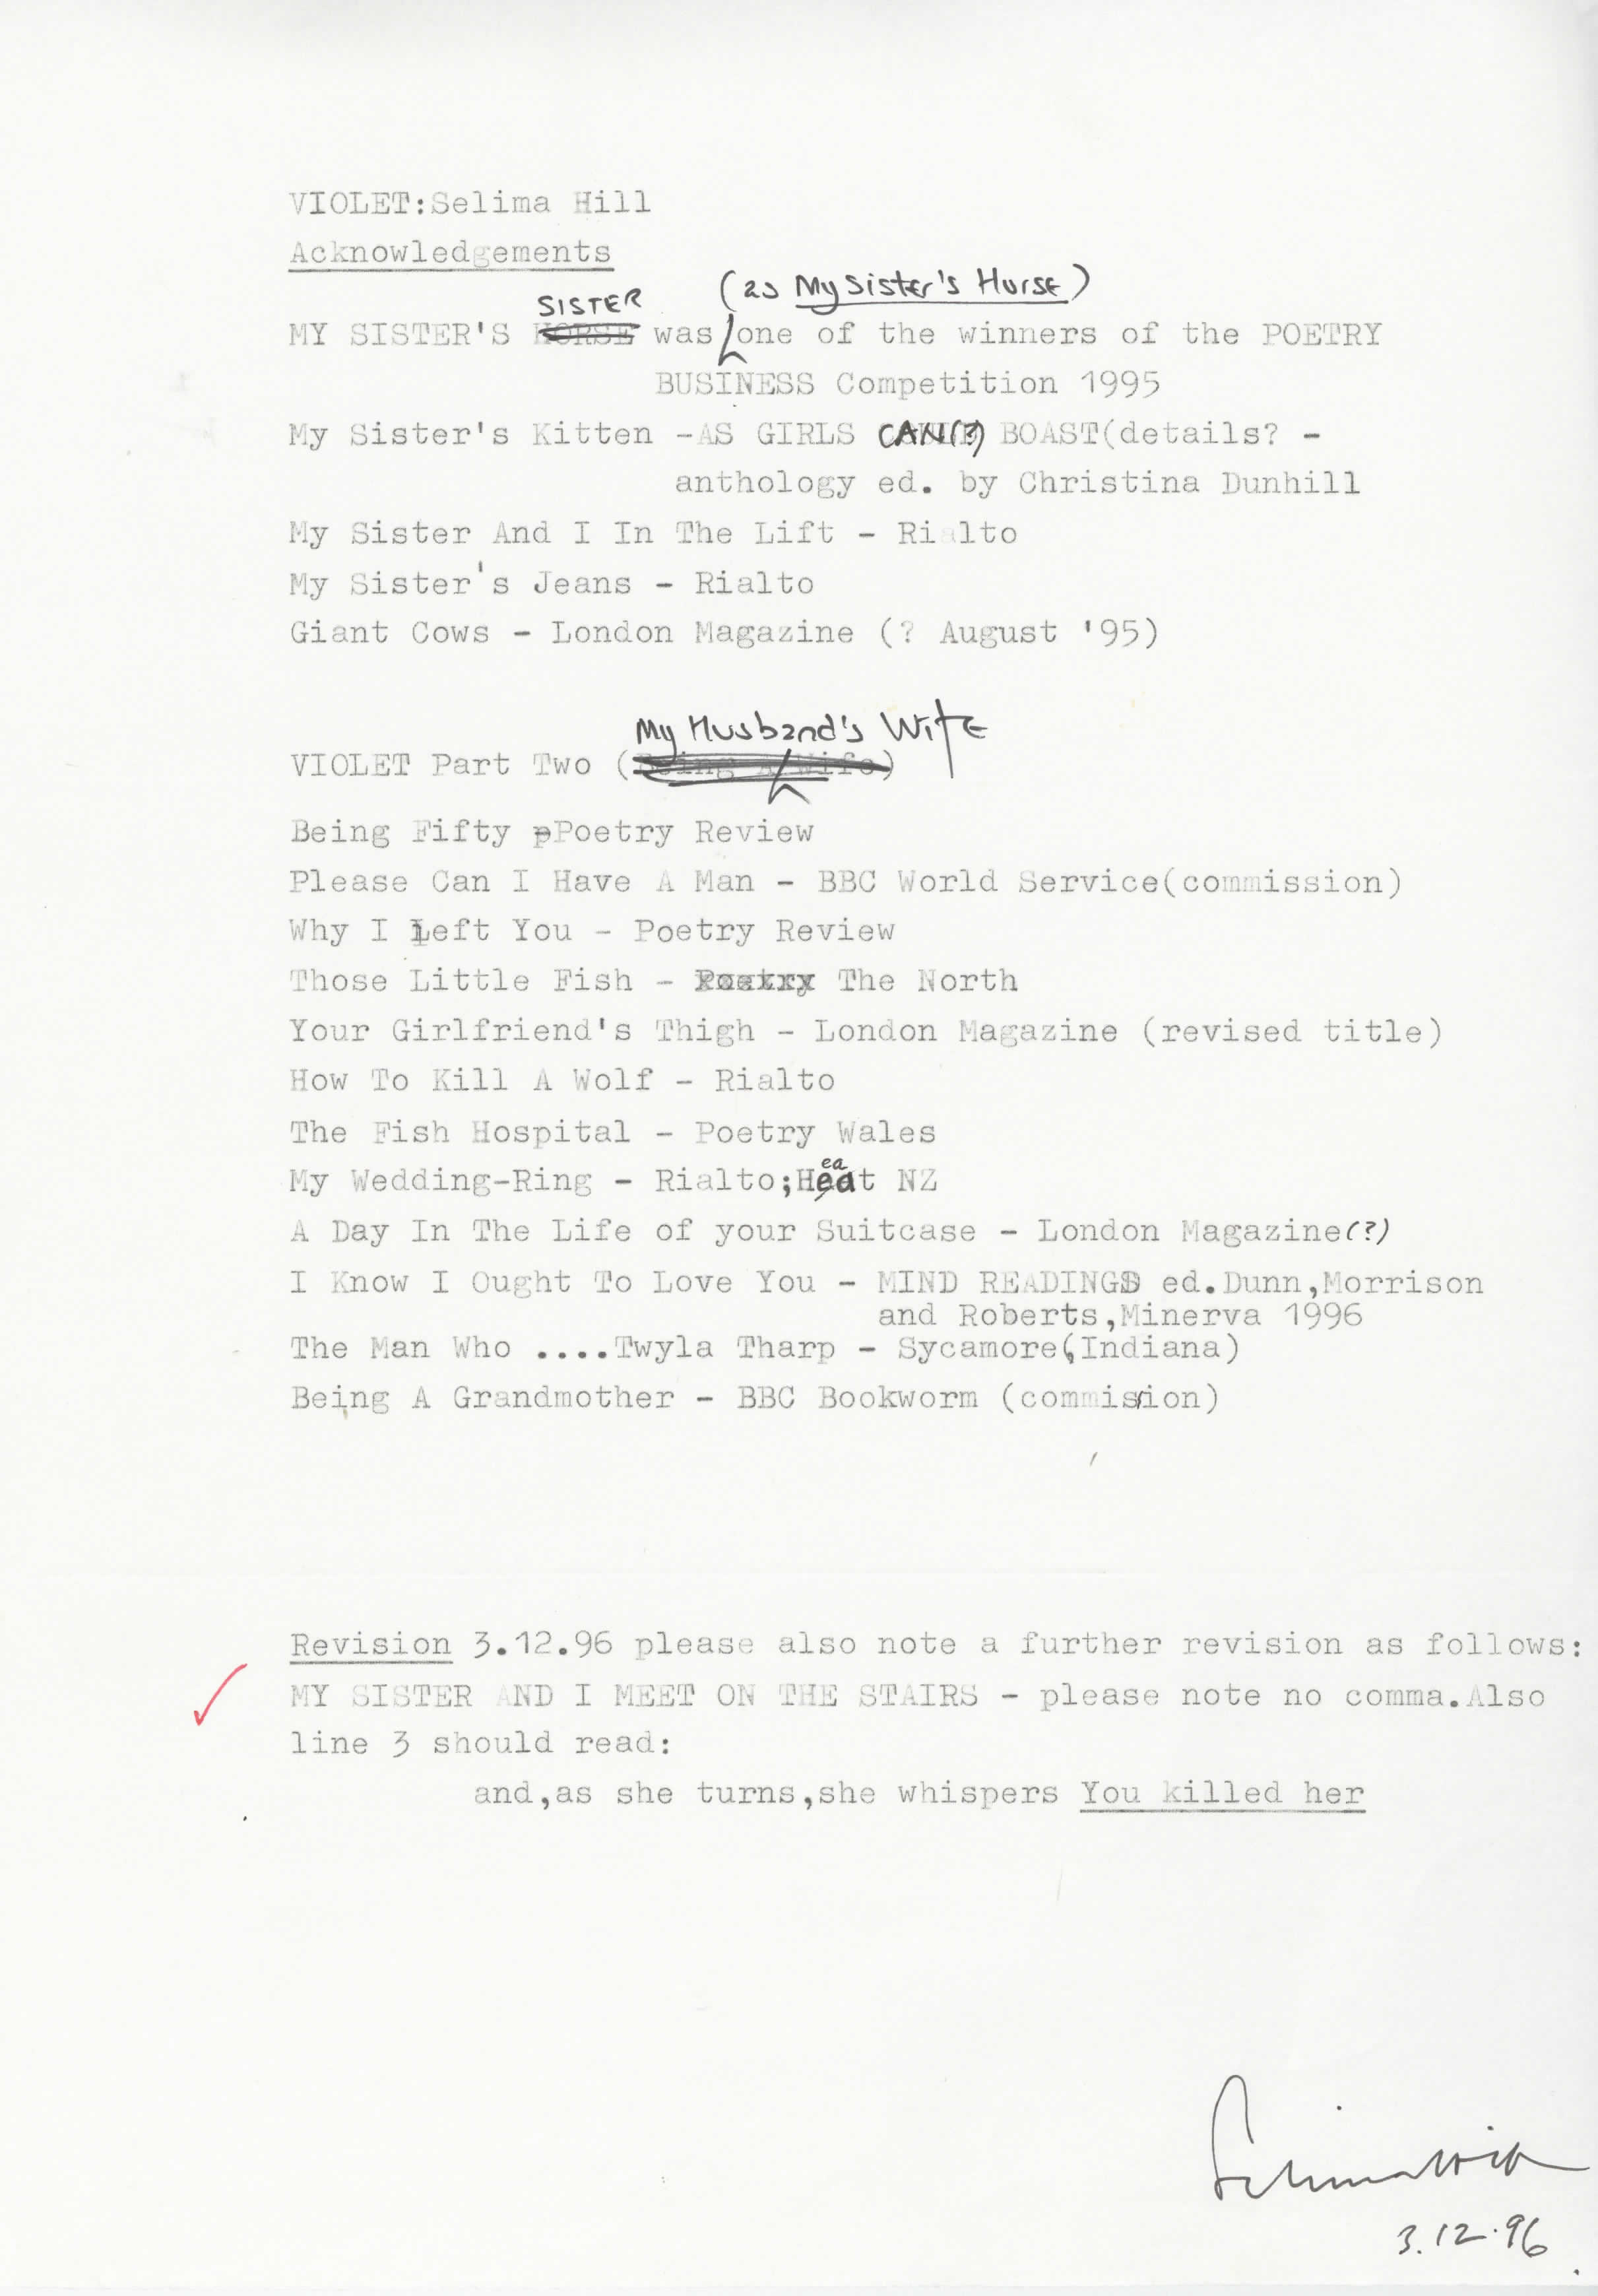 VIOLET:Selima Hill
Acknowledgements
(as My Sister's Horse)
SISTER
MY SISTER'S HORSE was one of the winners of the POETRY
BUSINESS Competition 1995
My Sister's Kitten -AS GIRLS CAN(?) BOAST(details? -
anthology ed. by Christina Dunhill
My Sister And I In The Lift - Rialto
My Sister's Jeans - Rialto
Giant Cows - London Magazine (? August '95)
My Husband's Wife
VIOLET Part Two (Being A Wife)
Being Fifty pPoetry Review
Please Can I Have A Man - BBC World Service(commission)
Why I Left You - Poetry Review
Those Little Fish - Poetry The North
Your Girlfriend's Thigh - London Magazine (revised title)
How To Kill A Wolf - Rialto
The Fish Hospital - Poetry Wales
ea
My Wedding-Ring - Rialto;Heat NZ
A Day In The Life of your Suitcase - London Magazine(?)
I Know I Ought To Love You - MIND READINGS ed.Dunn,Morrison
and Roberts,Minerva 1996
The Man Who ....Twyla Tharp - Sycamore(Indiana)
Being A Grandmother - BBC Bookworm (commission)
Revision 3.12.96 please also note a further revision as follows:
MY SISTER AND I MEET ON THE STAIRS - please note no comma.Also
line 3 should read:
and,as she turns,she whispers You killed her
Selima Hill
3.12.96